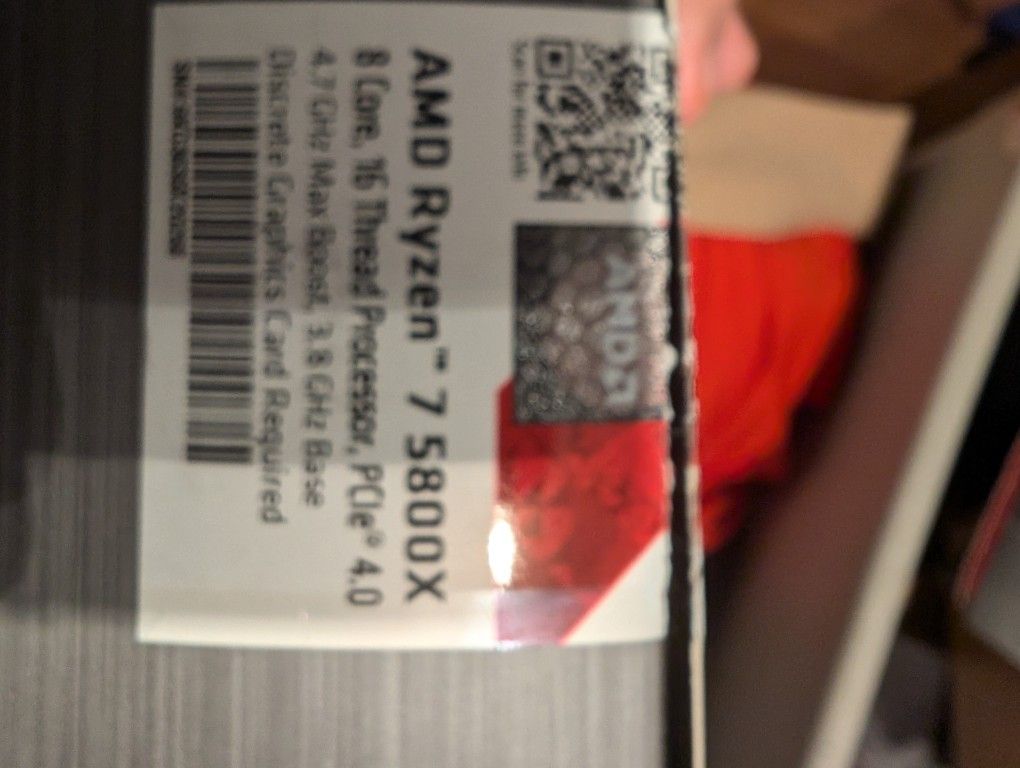 AMD
AMD Ryzen™ 7 5800X
8 Core, 16 Thread Processor, PCIe® 4.0
4.7 GHz Max Boost, 3.8 GHz Base
Discrete Graphics Card Required